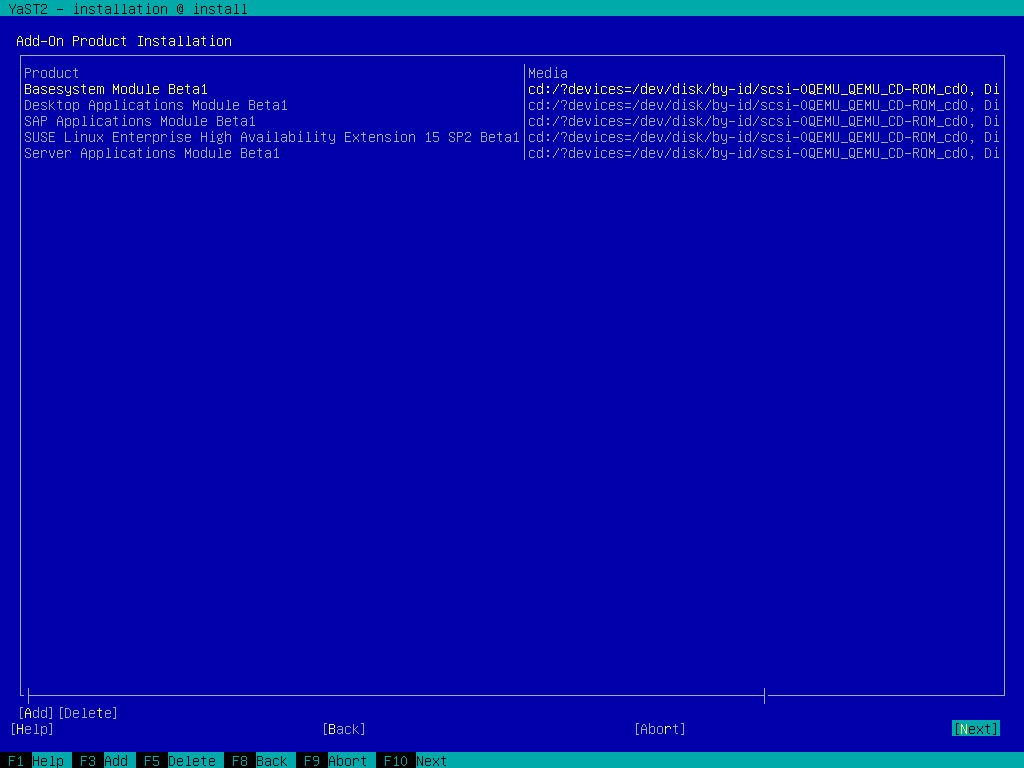 YaST2 - installation @ install
Add-On Product Installation
Product Media
Basesystem Module Beta1 cd:/?devices=/dev/disk/by-id/scsi-0QEMU_QEMU_CD-ROM_cd0, Di
Desktop Applications Module Beta1 cd:/?devices=/dev/disk/by-id/scsi-0QEMU_QEMU_CD-ROM_cd0, Di
SAP Applications Module Beta1 cd:/?devices=/dev/disk/by-id/scsi-0QEMU_QEMU_CD-ROM_cd0, Di
SUSE Linux Enterprise High Availability Extension 15 SP2 Beta1 cd:/?devices=/dev/disk/by-id/scsi-0QEMU_QEMU_CD-ROM_cd0, Di
Server Applications Module Beta1 cd:/?devices=/dev/disk/by-id/scsi-0QEMU_QEMU_CD-ROM_cd0, Di
[Add] [Delete]
[Help] [Back] [Abort] [Next]
F1 Help F3 Add F5 Delete F8 Back F9 Abort F10 Next